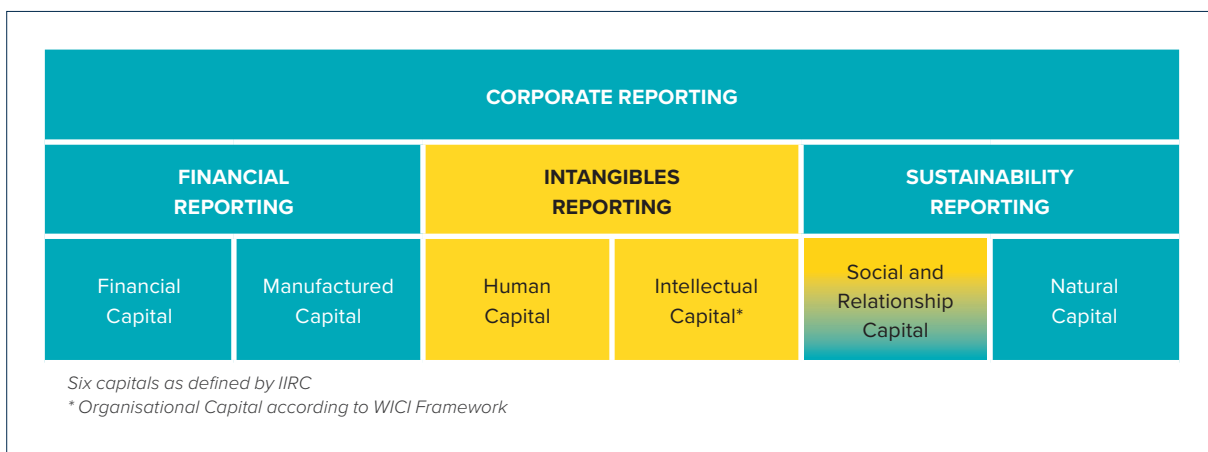 CORPORATE REPORTING
FINANCIAL
REPORTING
INTANGIBLES
REPORTING
SUSTAINABILITY
REPORTING
Financial
Capital
Manufactured
Capital
Human
Capital
Intellectual
Capital*
Social and
Relationship
Capital
Natural
Capital
Six capitals as defined by IIRC
* Organisational Capital according to WICI Framework